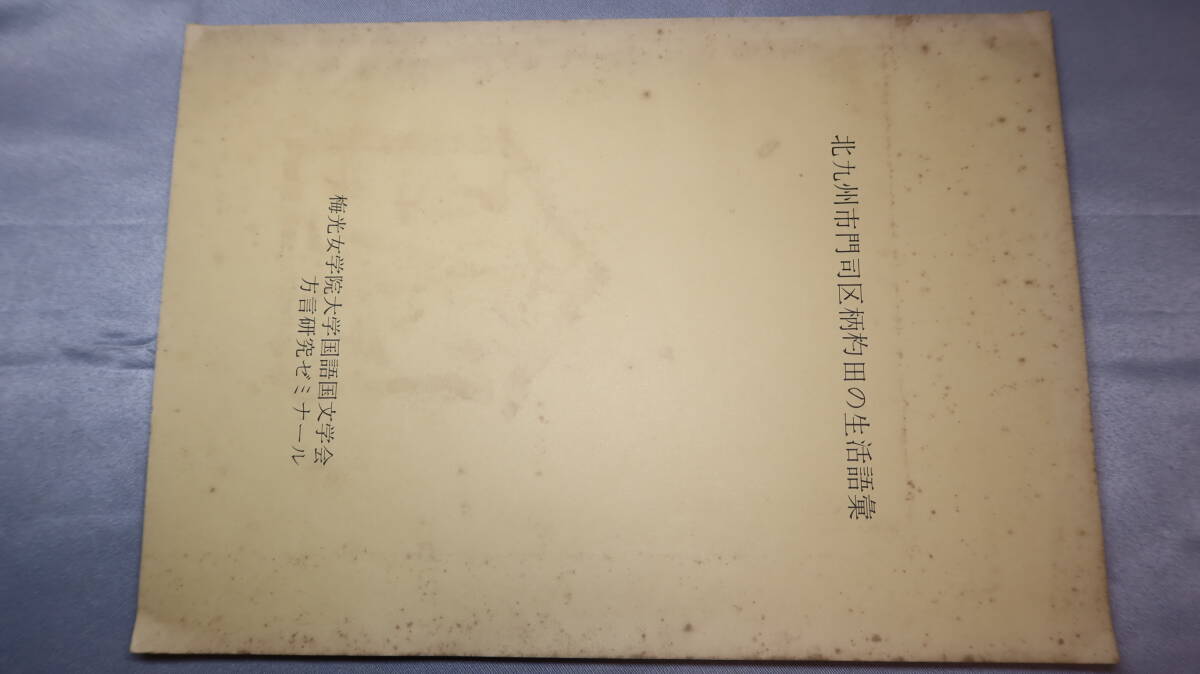 北九州市門司区柄杓田の生活語彙
梅光女学院大学国語国文学会
方言研究ゼミナール